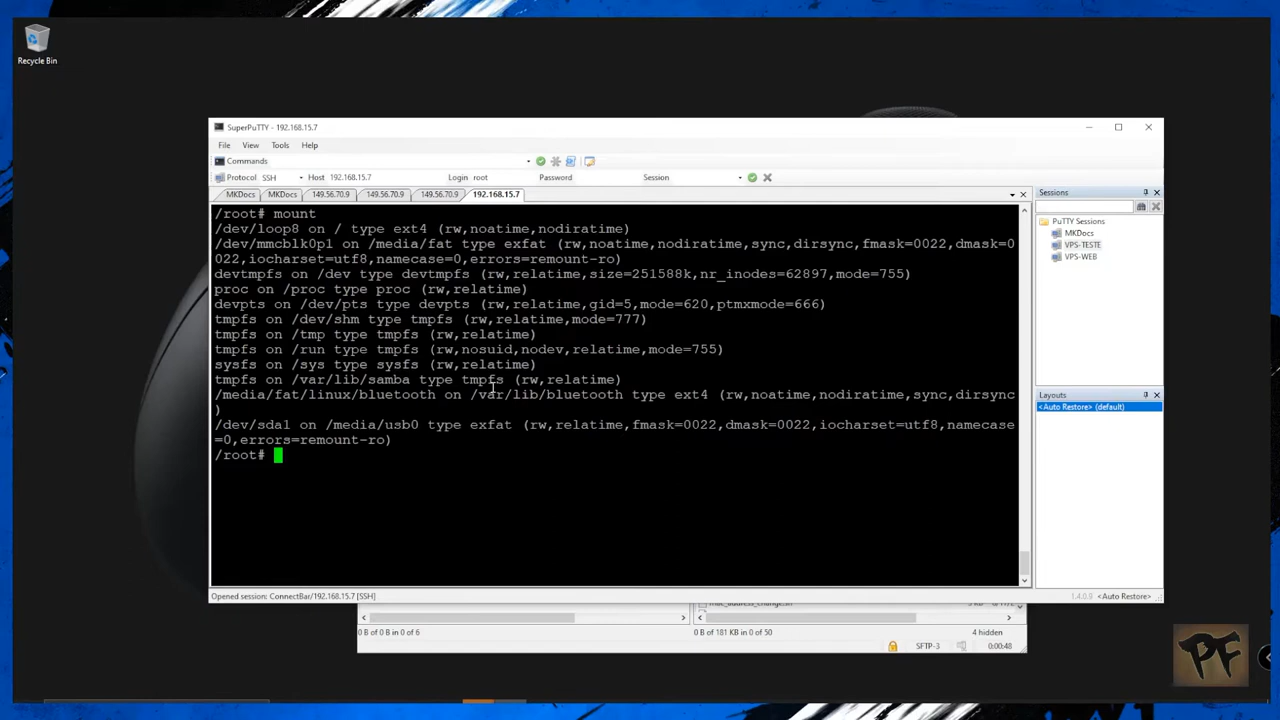 Recycle Bin
SuperPuTTY - 192.168.15.7
File View Tools Help
Commands
Protocol SSH Host 192.168.15.7 Login root Password Session
MKDocs MKDocs 149.56.70.9 149.56.70.9 149.56.70.9 192.168.15.7
/root# mount
/dev/loop8 on / type ext4 (rw,noatime,nodiratime)
/dev/mmcblk0p1 on /media/fat type exfat (rw,noatime,nodiratime,sync,dirsync,fmask=0022,dmask=0
022,iocharset=utf8,namecase=0,errors=remount-ro)
devtmpfs on /dev type devtmpfs (rw,relatime,size=251588k,nr_inodes=62897,mode=755)
proc on /proc type proc (rw,relatime)
devpts on /dev/pts type devpts (rw,relatime,gid=5,mode=620,ptmxmode=666)
tmpfs on /dev/shm type tmpfs (rw,relatime,mode=777)
tmpfs on /tmp type tmpfs (rw,relatime)
tmpfs on /run type tmpfs (rw,nosuid,nodev,relatime,mode=755)
sysfs on /sys type sysfs (rw,relatime)
tmpfs on /var/lib/samba type tmpfs (rw,relatime)
/media/fat/linux/bluetooth on /var/lib/bluetooth type ext4 (rw,noatime,nodiratime,sync,dirsync
)
/dev/sda1 on /media/usb0 type exfat (rw,relatime,fmask=0022,dmask=0022,iocharset=utf8,namecase
=0,errors=remount-ro)
/root#
Sessions
PuTTY Sessions
MKDocs
VPS-TESTE
VPS-WEB
Layouts
<Auto Restore> (default)
Opened session: ConnectBar/192.168.15.7 [SSH]
1.4.0.9 <Auto Restore>
0 B of 0 B in 0 of 6
0 B of 181 KB in 0 of 50
4 hidden
SFTP-3
0:00:48
PF